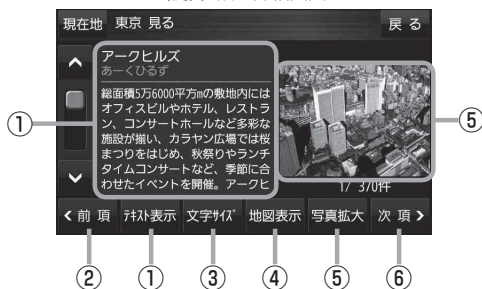 現在地 東京 見る 戻 る
アークヒルズ
あーくひるず
総面積5万6000平方mの敷地内には
オフィスビルやホテル、レストラ
ン、コンサートホールなど多彩な
施設が揃い、カラヤン広場では桜
まつりをはじめ、秋祭りやランチ
タイムコンサートなど、季節に合
わせたイベントを開催。アークヒ
1/ 370件
前 項 ﾃｷｽﾄ表示 文字ｻｲｽﾞ 地図表示 写真拡大 次 項
① ⑤
② ① ③ ④ ⑤ ⑥